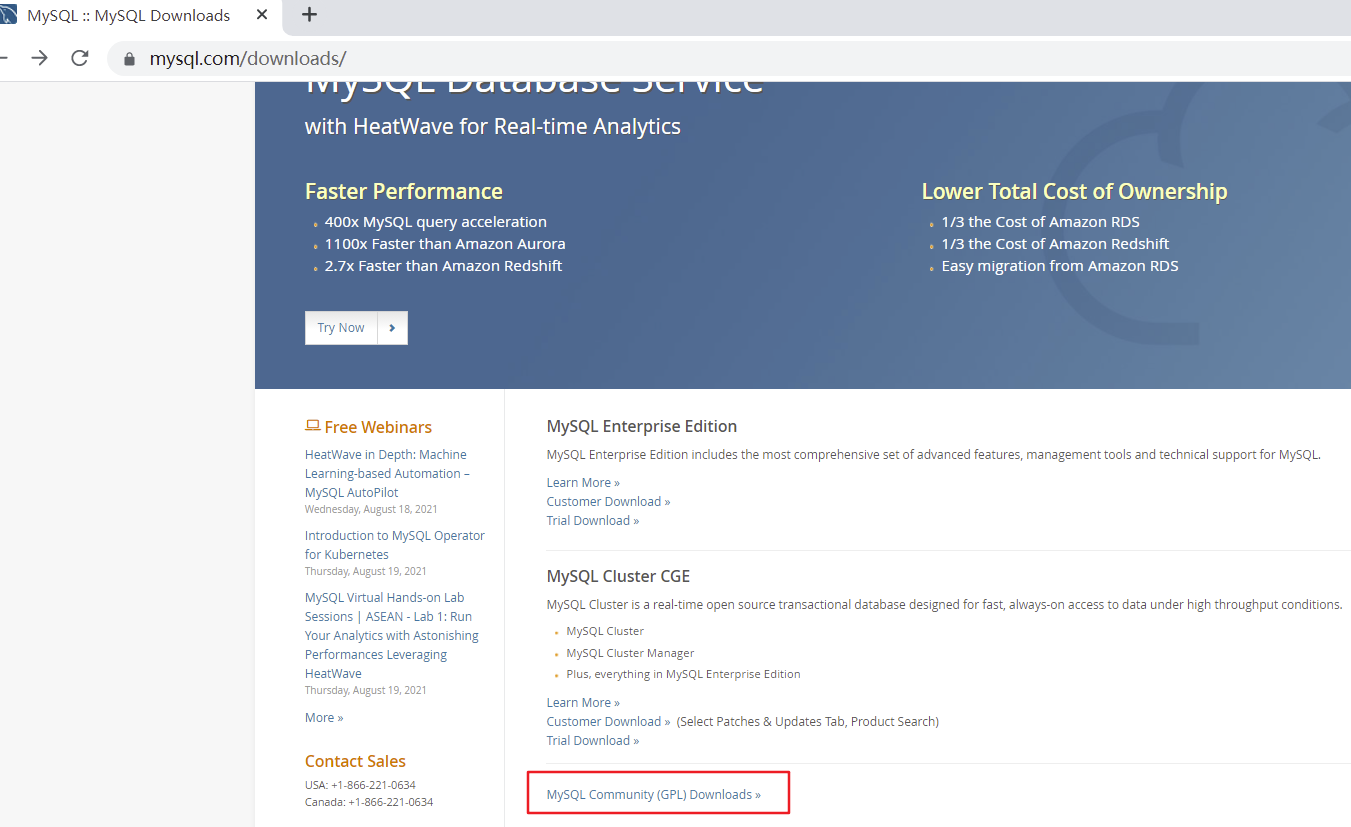 MySQL :: MySQL Downloads
mysql.com/downloads/
MySQL Database Service
with HeatWave for Real-time Analytics
Faster Performance
400x MySQL query acceleration
1100x Faster than Amazon Aurora
2.7x Faster than Amazon Redshift
Lower Total Cost of Ownership
1/3 the Cost of Amazon RDS
1/3 the Cost of Amazon Redshift
Easy migration from Amazon RDS
Try Now
Free Webinars
HeatWave in Depth: Machine
Learning-based Automation –
MySQL AutoPilot
Wednesday, August 18, 2021
Introduction to MySQL Operator
for Kubernetes
Thursday, August 19, 2021
MySQL Virtual Hands-on Lab
Sessions | ASEAN - Lab 1: Run
Your Analytics with Astonishing
Performances Leveraging
HeatWave
Thursday, August 19, 2021
More »
Contact Sales
USA: +1-866-221-0634
Canada: +1-866-221-0634
MySQL Enterprise Edition
MySQL Enterprise Edition includes the most comprehensive set of advanced features, management tools and technical support for MySQL.
Learn More »
Customer Download »
Trial Download »
MySQL Cluster CGE
MySQL Cluster is a real-time open source transactional database designed for fast, always-on access to data under high throughput conditions.
MySQL Cluster
MySQL Cluster Manager
Plus, everything in MySQL Enterprise Edition
Learn More »
Customer Download » (Select Patches & Updates Tab, Product Search)
Trial Download »
MySQL Community (GPL) Downloads »